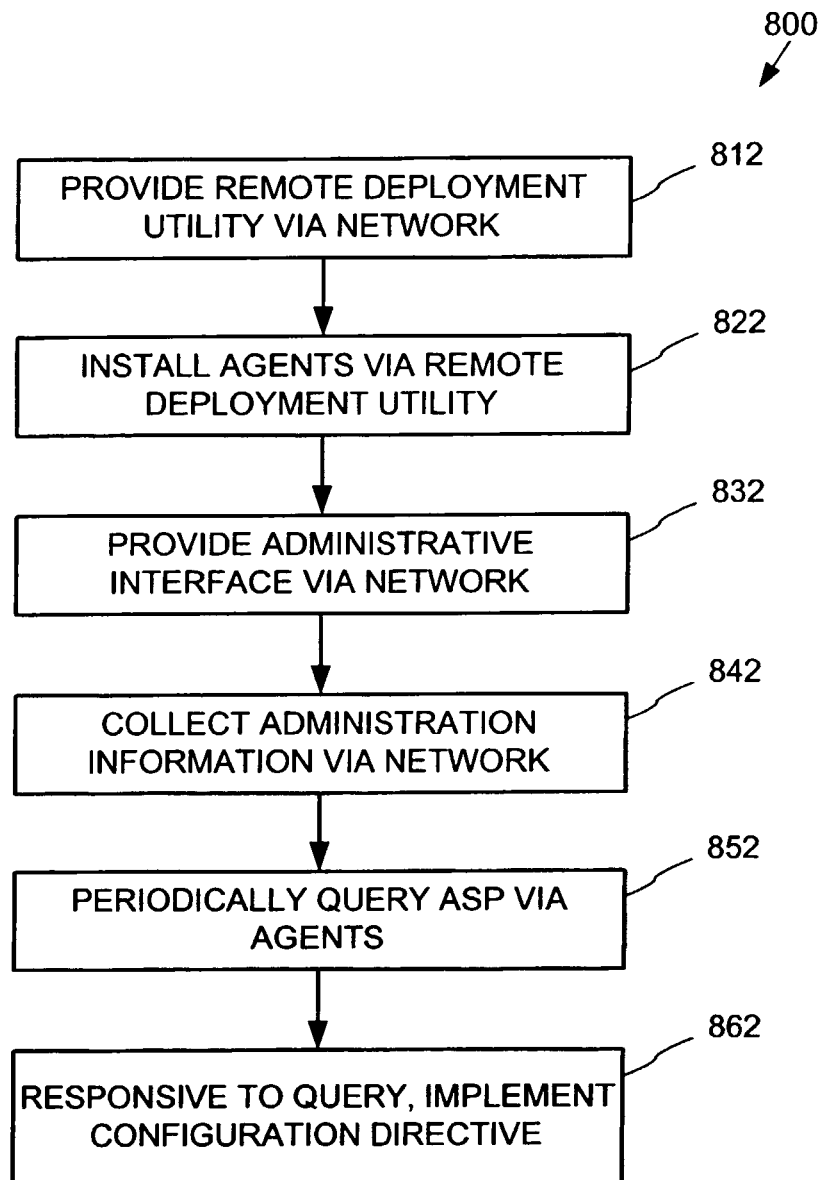 800
812
PROVIDE REMOTE DEPLOYMENT
UTILITY VIA NETWORK
822
INSTALL AGENTS VIA REMOTE
DEPLOYMENT UTILITY
832
PROVIDE ADMINISTRATIVE
INTERFACE VIA NETWORK
842
COLLECT ADMINISTRATION
INFORMATION VIA NETWORK
852
PERIODICALLY QUERY ASP VIA
AGENTS
862
RESPONSIVE TO QUERY, IMPLEMENT
CONFIGURATION DIRECTIVE